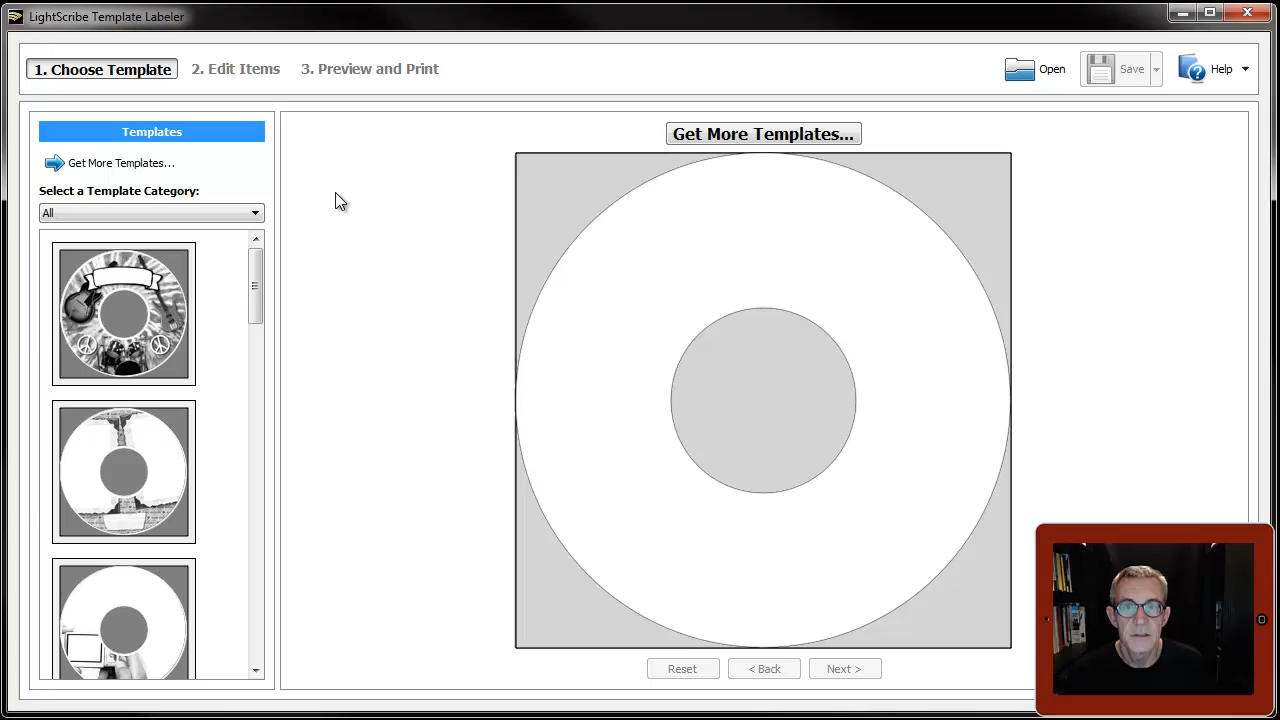 LightScribe Template Labeler
1. Choose Template
2. Edit Items
3. Preview and Print
Open
Save
Help
Templates
Get More Templates...
Select a Template Category:
All
Get More Templates...
Reset
< Back
Next >